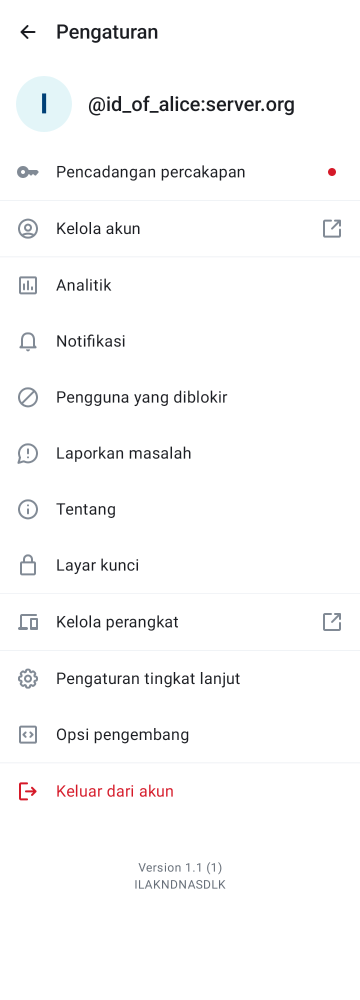 Pengaturan
I
@id_of_alice:server.org
Pencadangan percakapan
Kelola akun
Analitik
Notifikasi
Pengguna yang diblokir
Laporkan masalah
Tentang
Layar kunci
Kelola perangkat
Pengaturan tingkat lanjut
Opsi pengembang
Keluar dari akun
Version 1.1 (1)
ILAKNDNASDLK